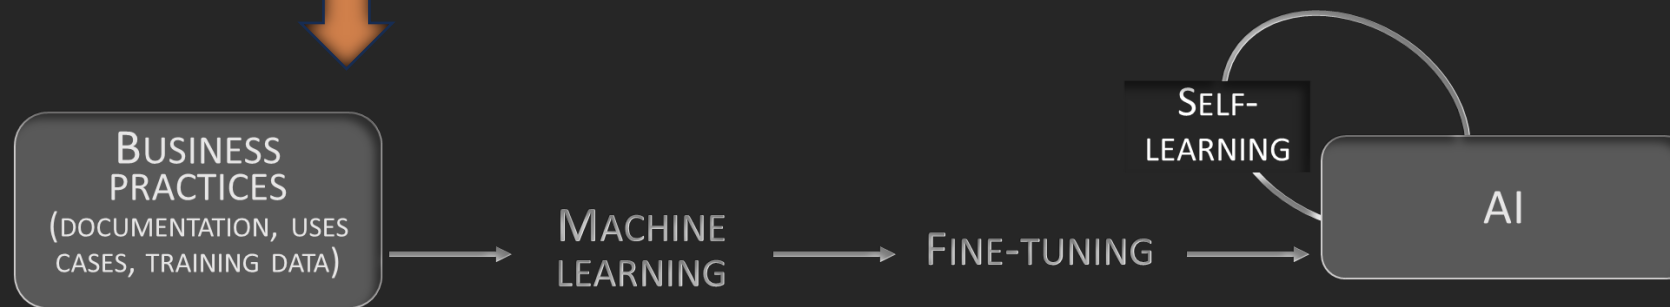 BUSINESS
PRACTICES
(DOCUMENTATION, USES
CASES, TRAINING DATA)
MACHINE
LEARNING
FINE-TUNING
SELF-
LEARNING
AI